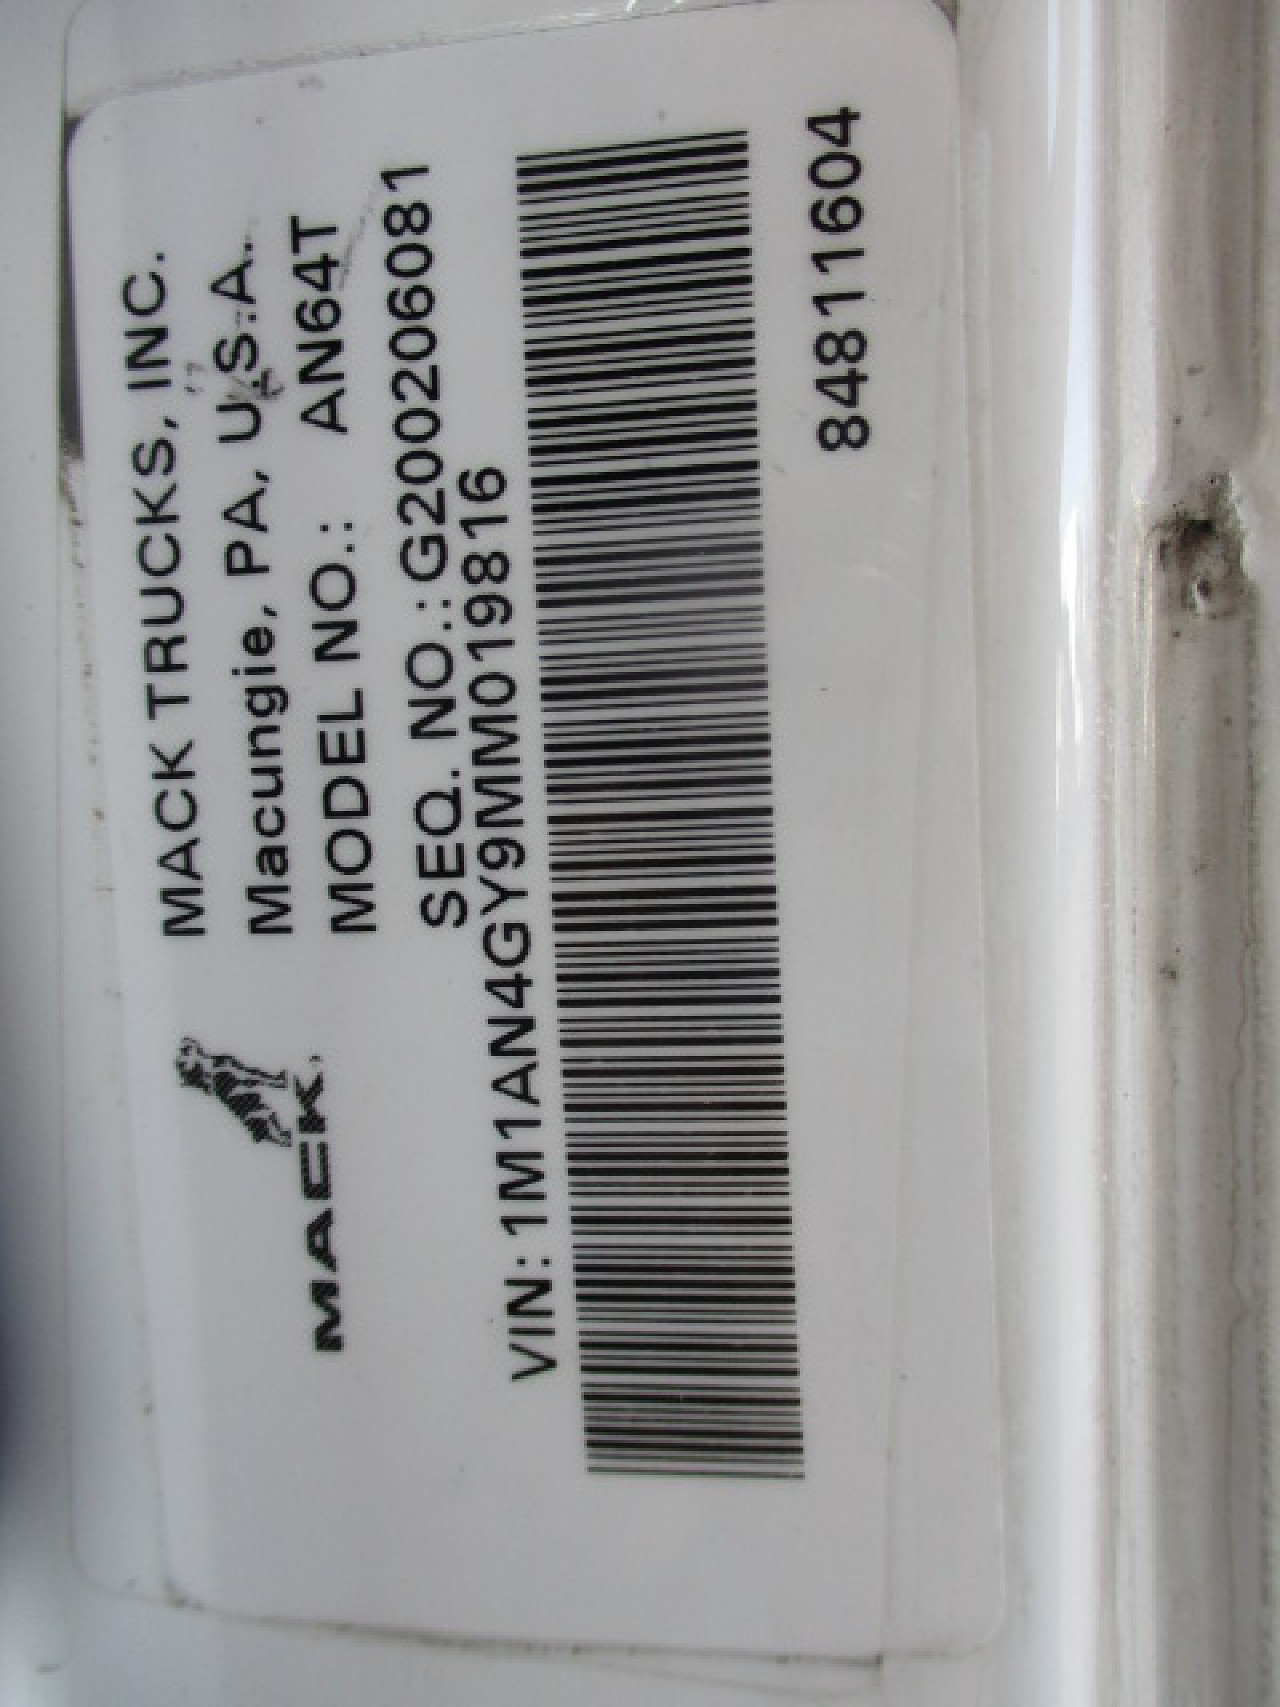 MACK TRUCKS, INC.
Macungie, PA, U.S.A.
MODEL NO.: AN64T
SEQ. NO.: G200206081
MACK
VIN: 1M1AN4GY9MM019816
84811604